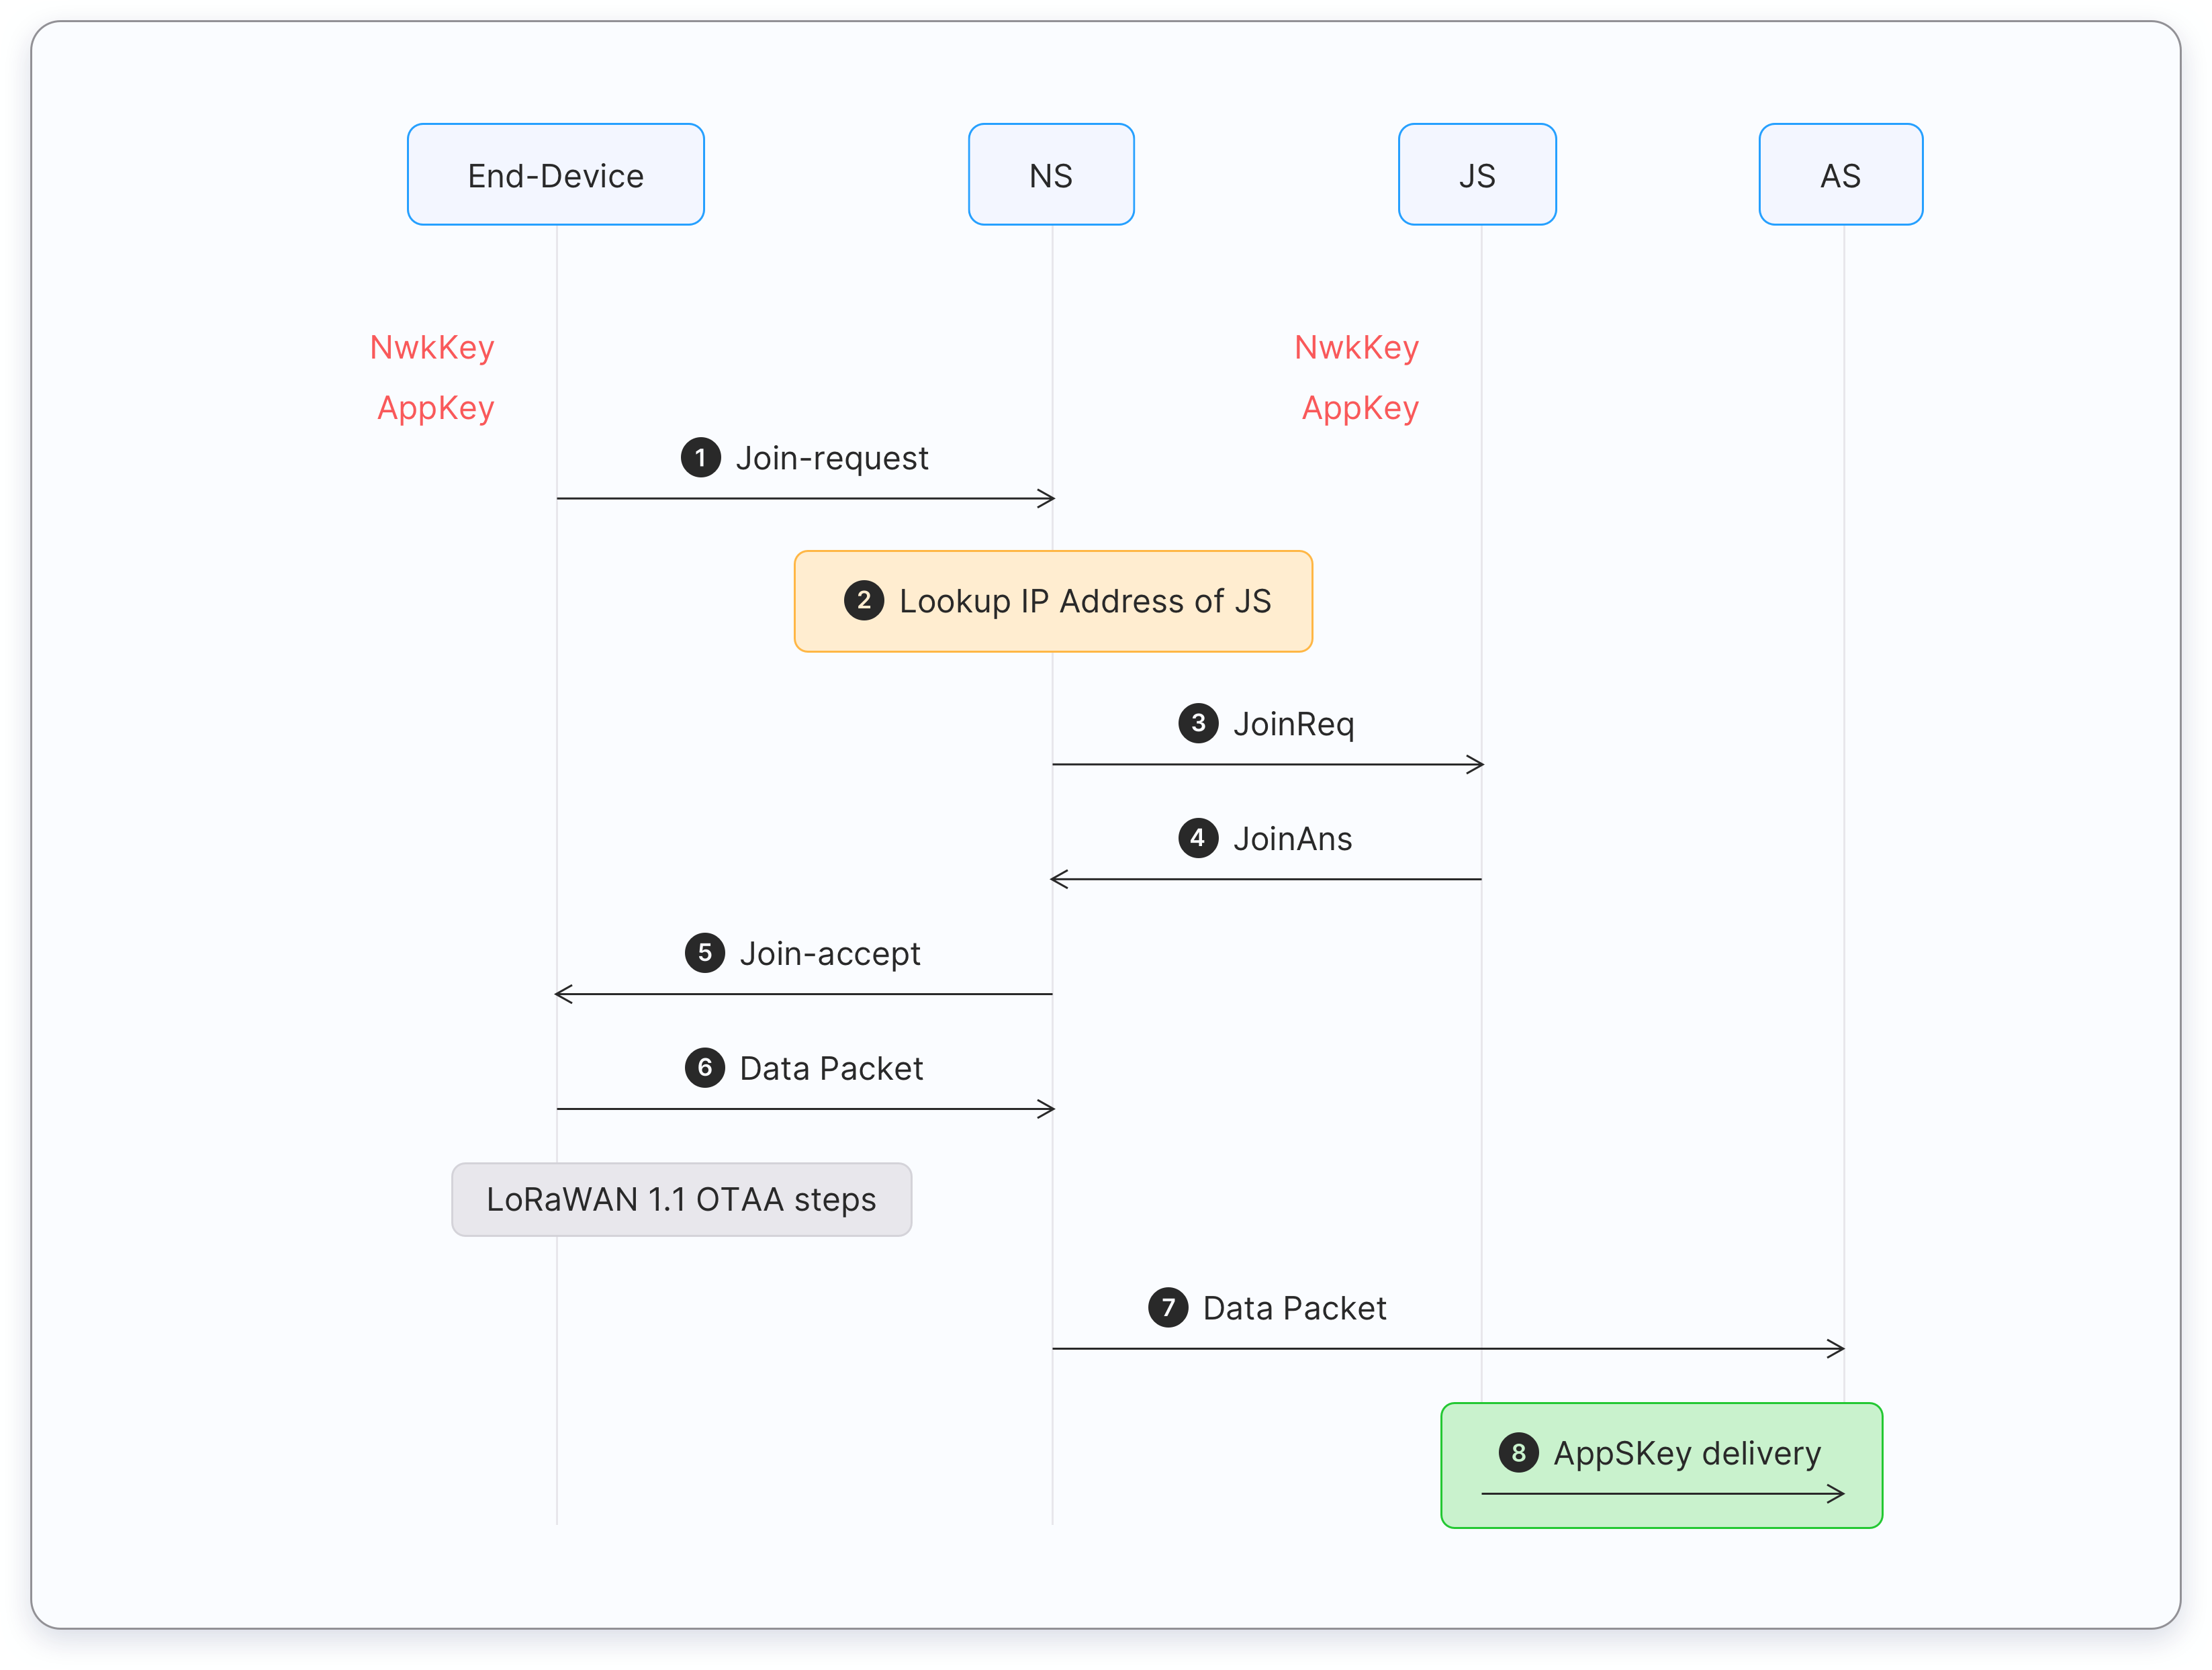 End-Device
NS
JS
AS
NwkKey
NwkKey
AppKey
AppKey
1 Join-request
2 Lookup IP Address of JS
3 JoinReq
4 JoinAns
5 Join-accept
6 Data Packet
LoRaWAN 1.1 OTAA steps
7 Data Packet
8 AppSKey delivery